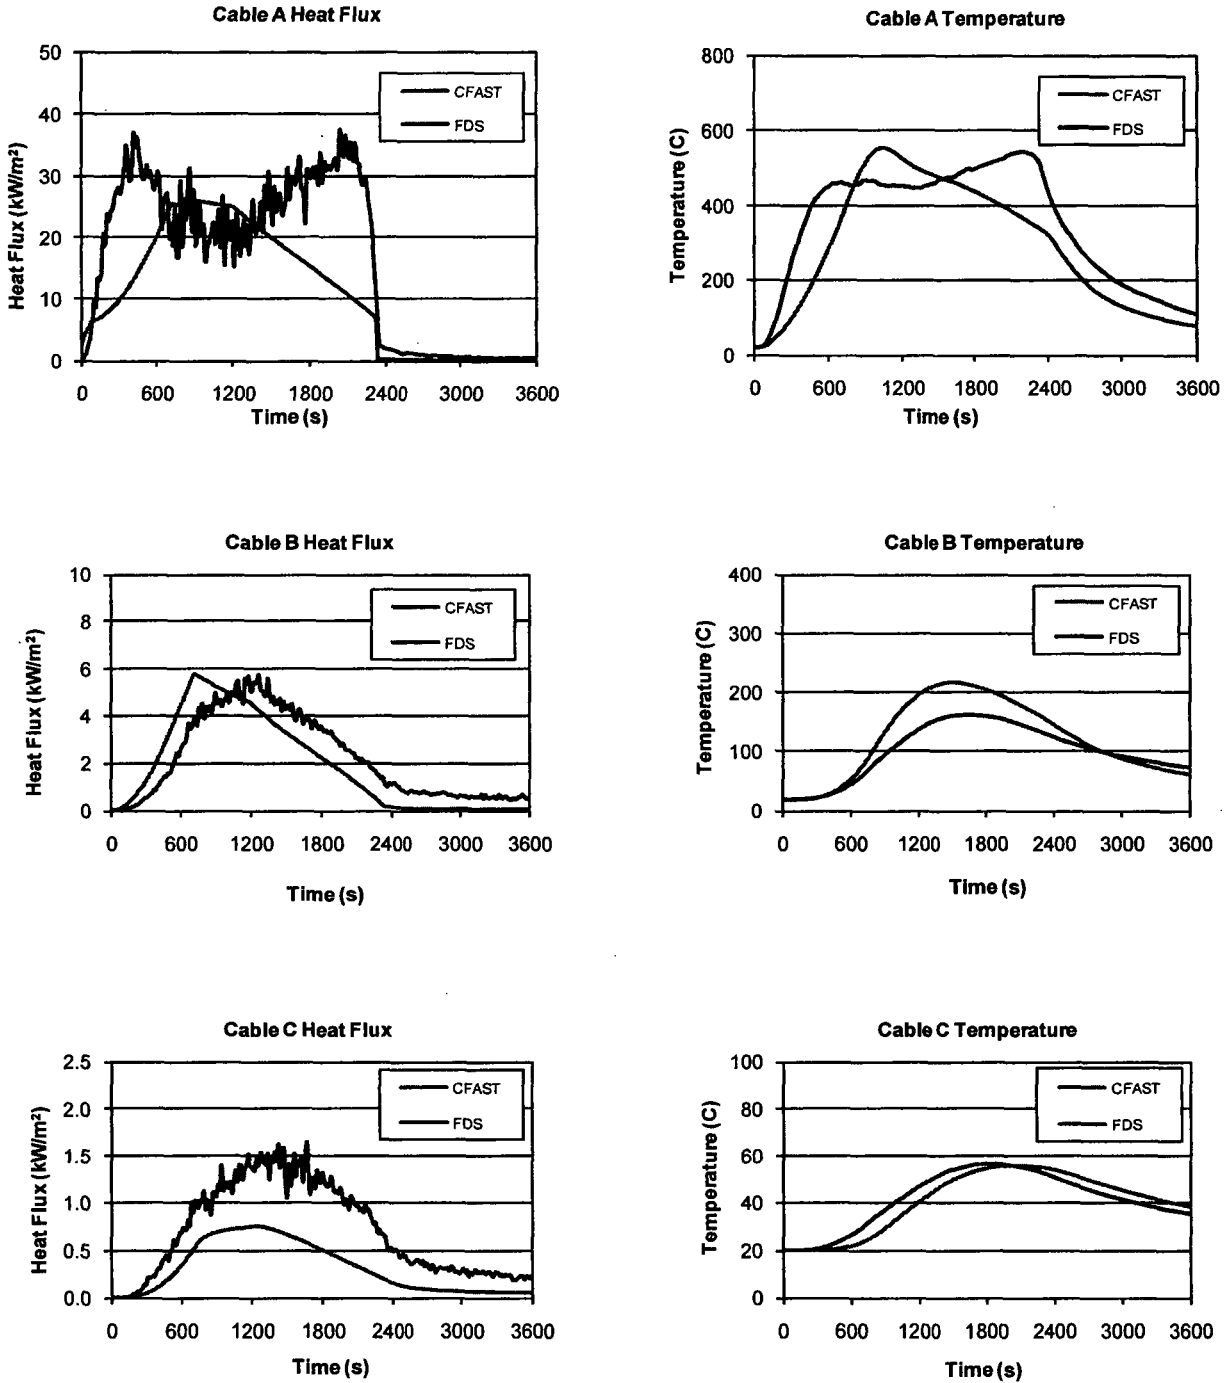 Cable A Heat Flux
50
40
30
20
10
0
Heat Flux (kW/m²)
CFAST
FDS
0 600 1200 1800 2400 3000 3600
Time (s)
Cable A Temperature
800
600
400
200
0
Temperature (C)
CFAST
FDS
0 600 1200 1800 2400 3000 3600
Time (s)
Cable B Heat Flux
10
8
6
4
2
0
Heat Flux (kW/m²)
CFAST
FDS
0 600 1200 1800 2400 3000 3600
Time (s)
Cable B Temperature
400
300
200
100
0
Temperature (C)
CFAST
FDS
0 600 1200 1800 2400 3000 3600
Time (s)
Cable C Heat Flux
2.5
2.0
1.5
1.0
0.5
0.0
Heat Flux (kW/m²)
CFAST
FDS
0 600 1200 1800 2400 3000 3600
Time (s)
Cable C Temperature
100
80
60
40
20
0
Temperature (C)
CFAST
FDS
0 600 1200 1800 2400 3000 3600
Time (s)